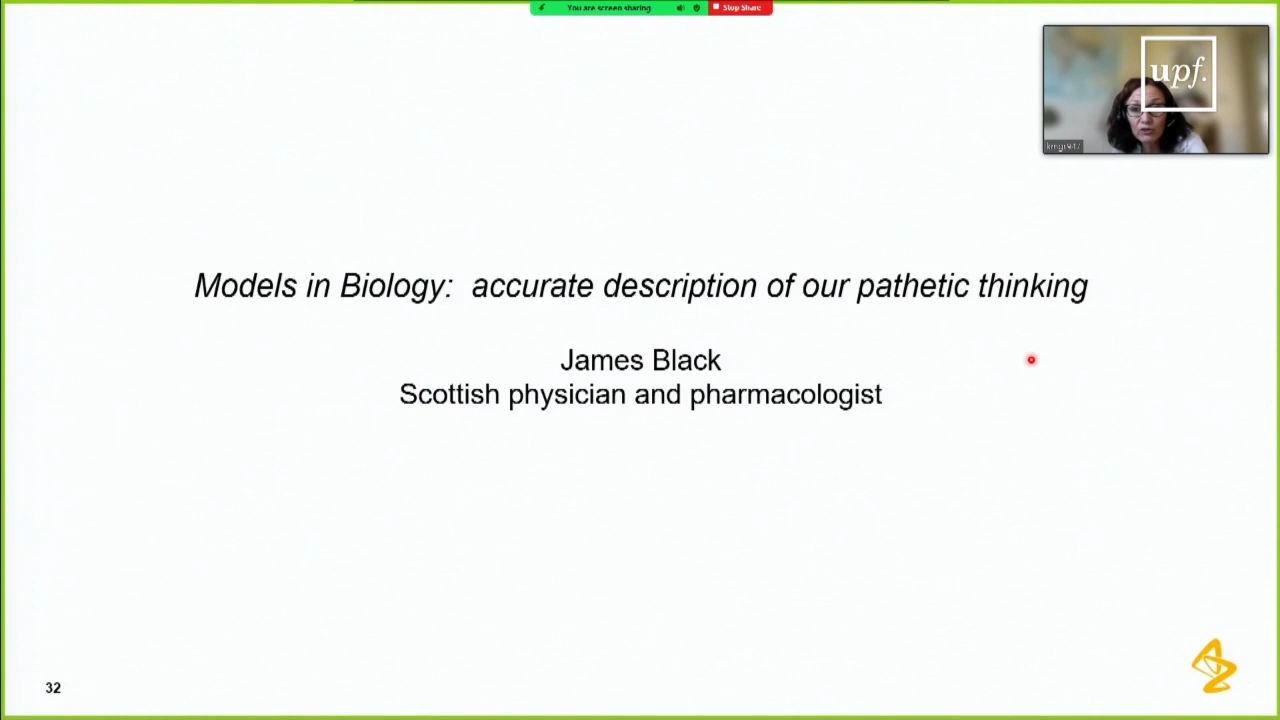 You are screen sharing
Stop Share
upf.
Models in Biology: accurate description of our pathetic thinking
James Black
Scottish physician and pharmacologist
32